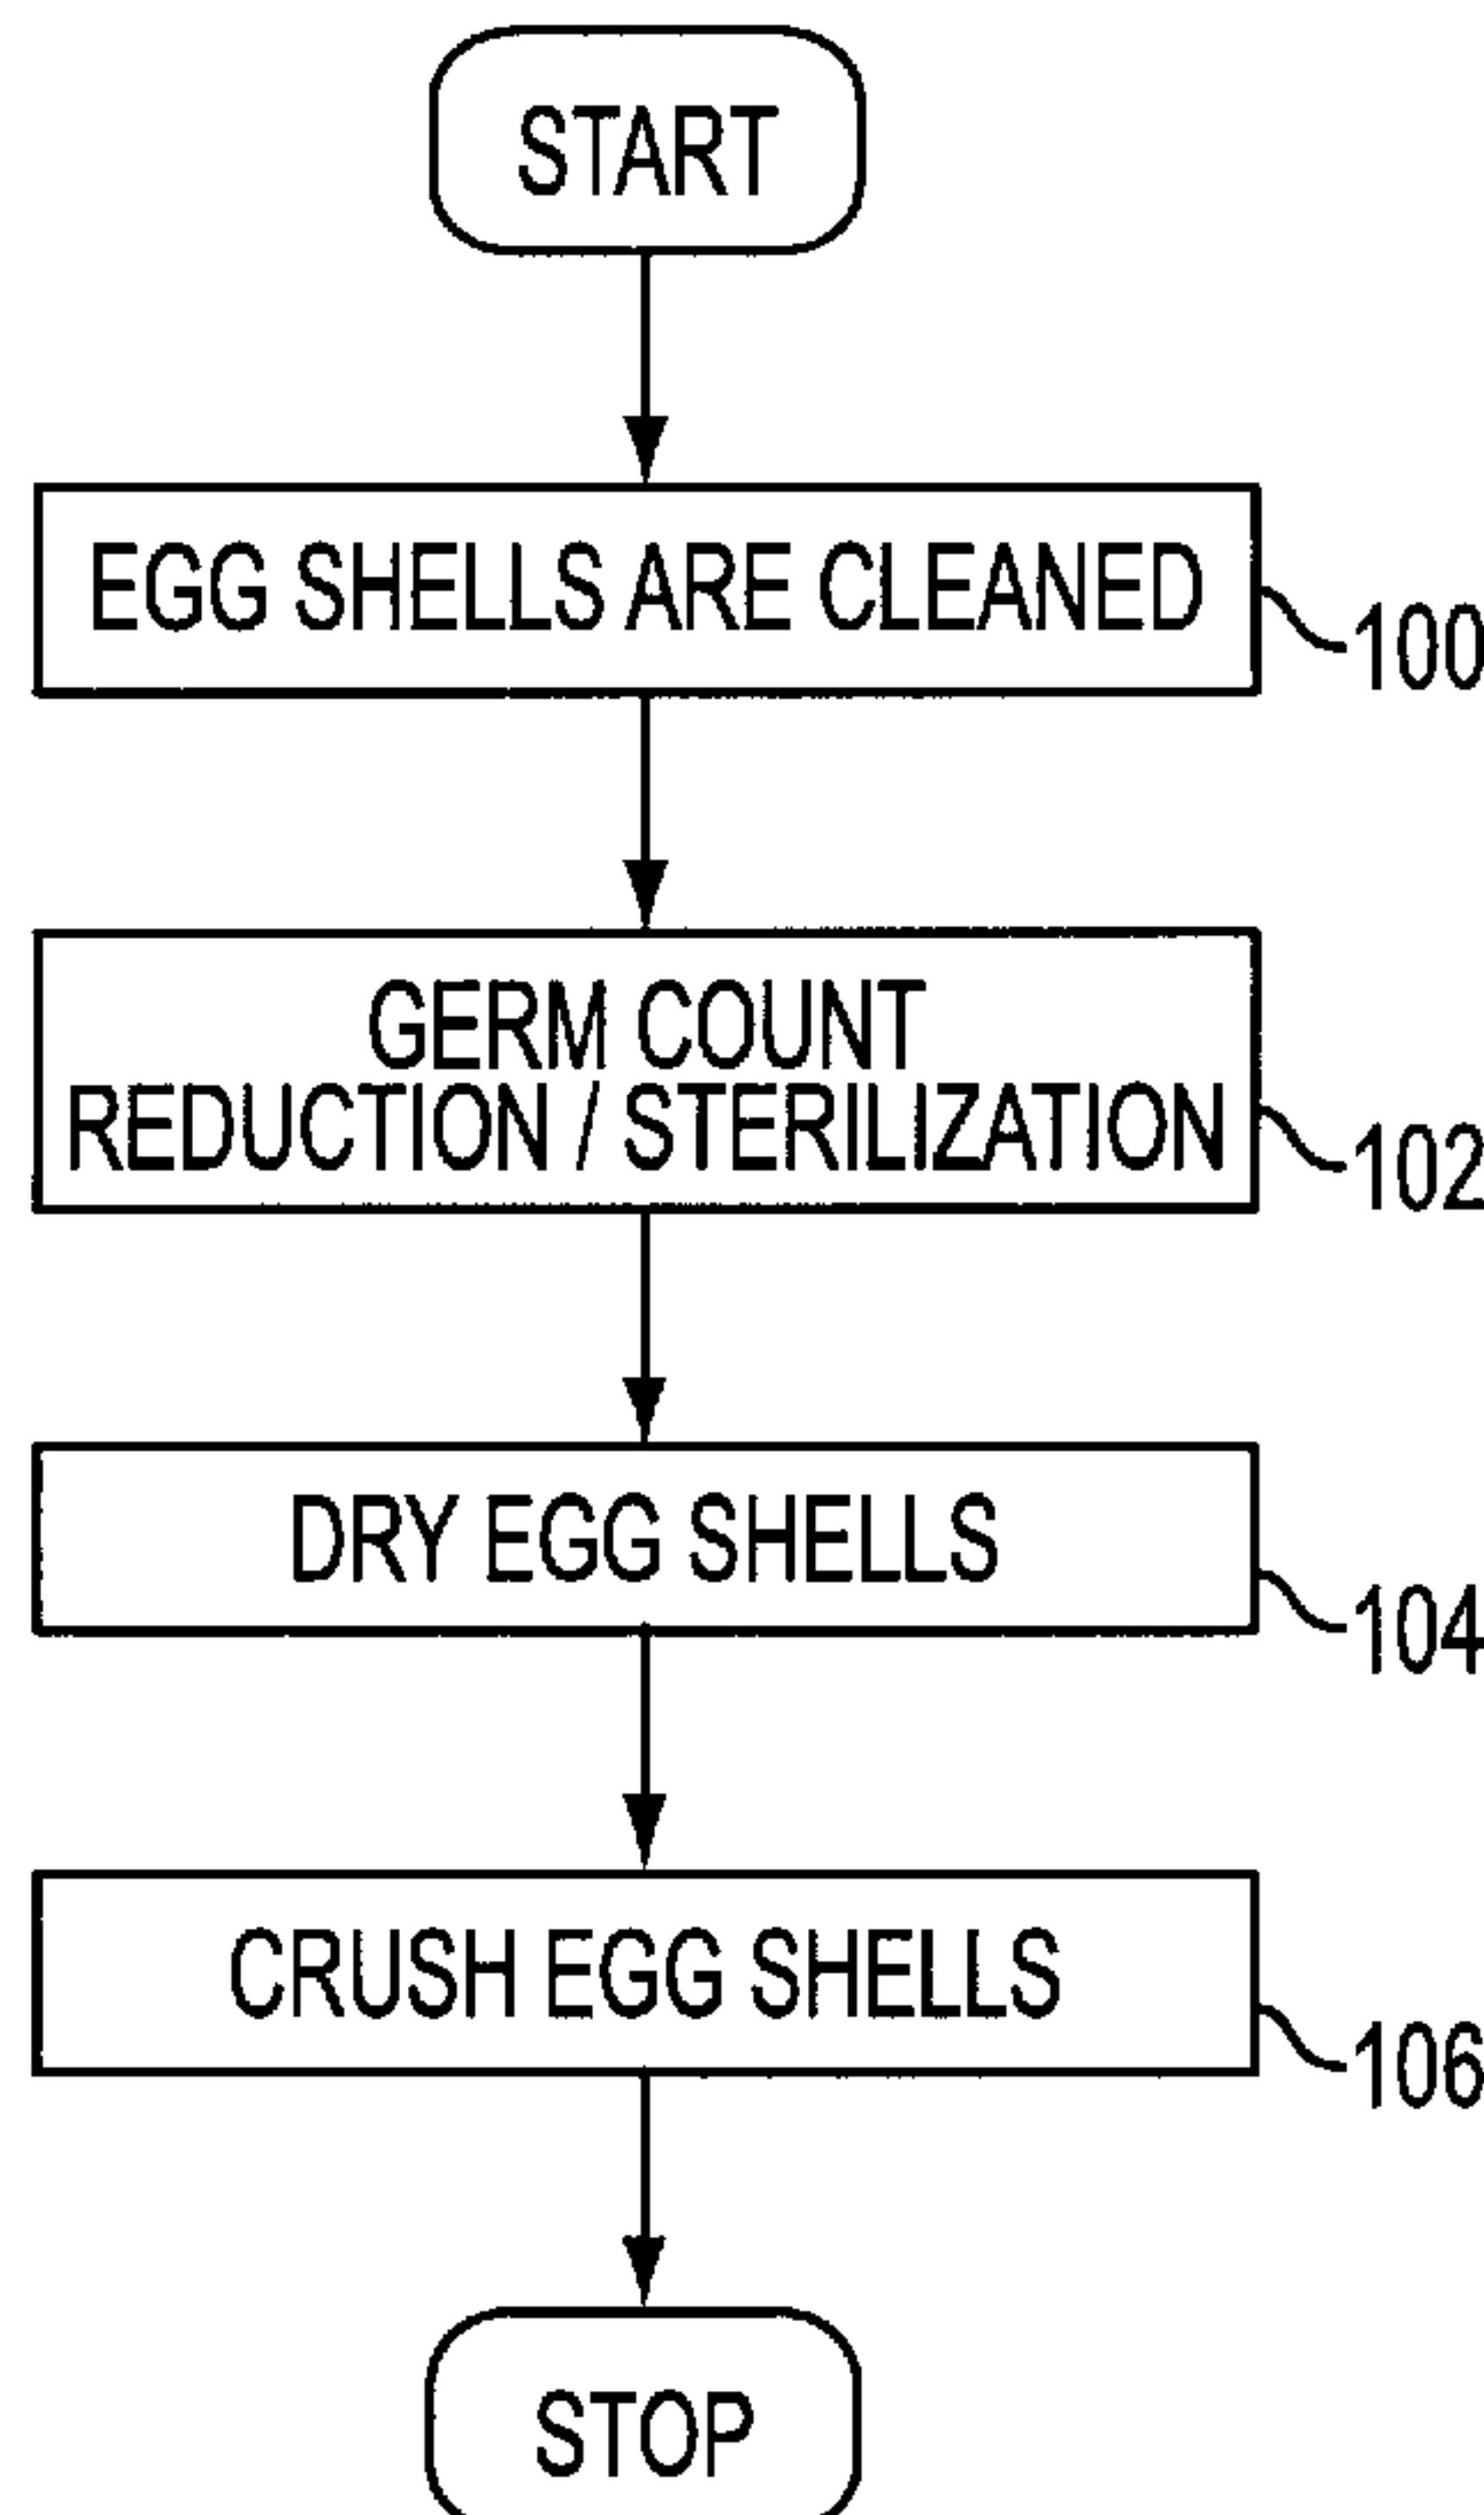 START
EGG SHELLS ARE CLEANED
100
GERM COUNT
REDUCTION / STERILIZATION
102
DRY EGG SHELLS
104
CRUSH EGG SHELLS
106
STOP